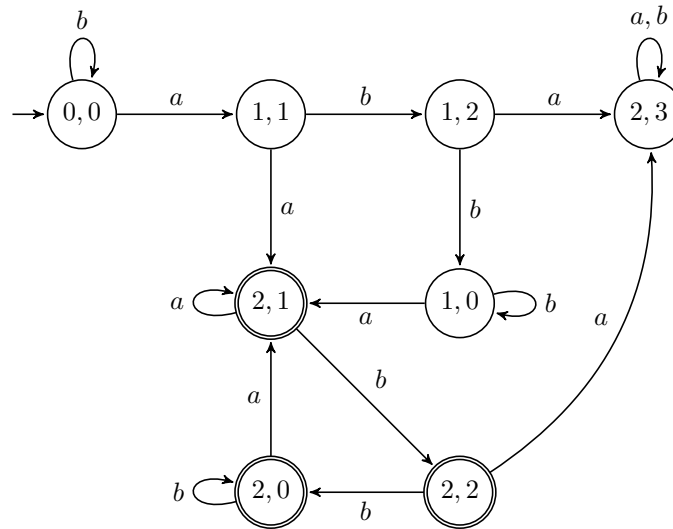 b a, b
0, 0 a 1, 1 b 1, 2 a 2, 3
a b
a 2, 1 a 1, 0 b a
a b
b 2, 0 b 2, 2